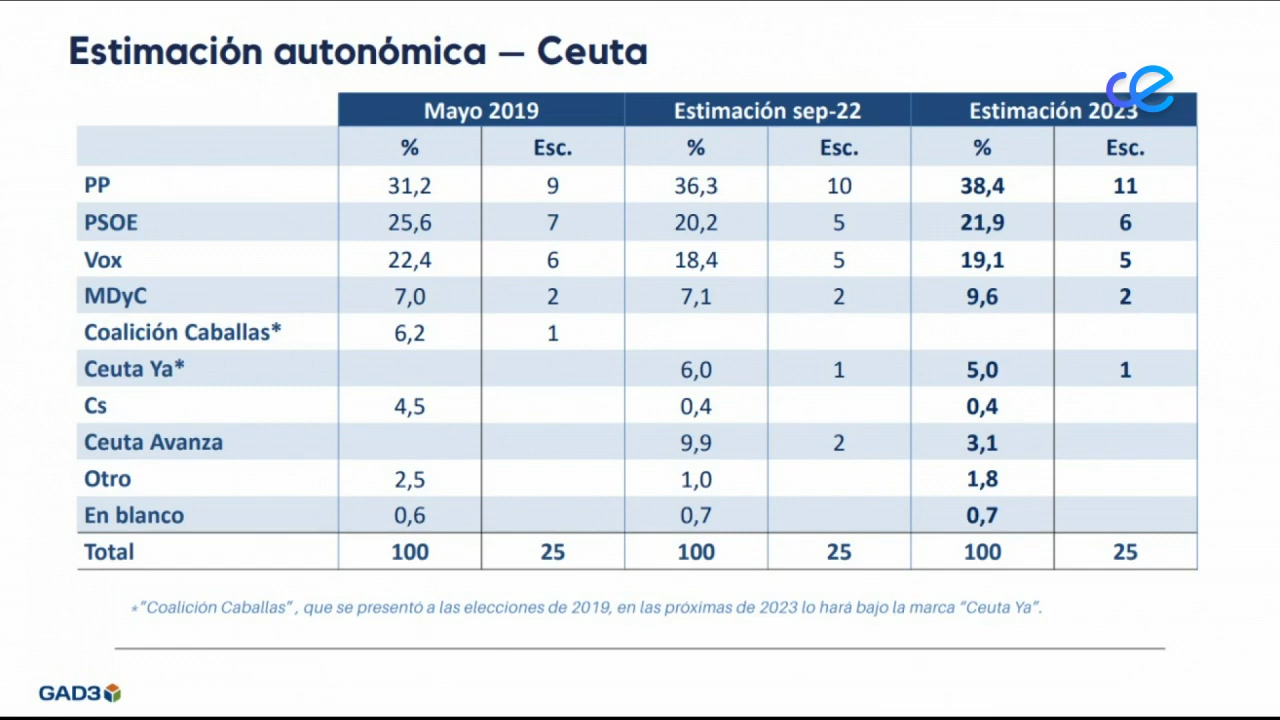 Estimación autonómica – Ceuta
ce
Mayo 2019 Estimación sep-22 Estimación 2023
% Esc. % Esc. % Esc.
PP 31,2 9 36,3 10 38,4 11
PSOE 25,6 7 20,2 5 21,9 6
Vox 22,4 6 18,4 5 19,1 5
MDyC 7,0 2 7,1 2 9,6 2
Coalición Caballas* 6,2 1
Ceuta Ya* 6,0 1 5,0 1
Cs 4,5 0,4 0,4
Ceuta Avanza 9,9 2 3,1
Otro 2,5 1,0 1,8
En blanco 0,6 0,7 0,7
Total 100 25 100 25 100 25
*"Coalición Caballas" , que se presentó a las elecciones de 2019, en las próximas de 2023 lo hará bajo la marca "Ceuta Ya".
GAD3